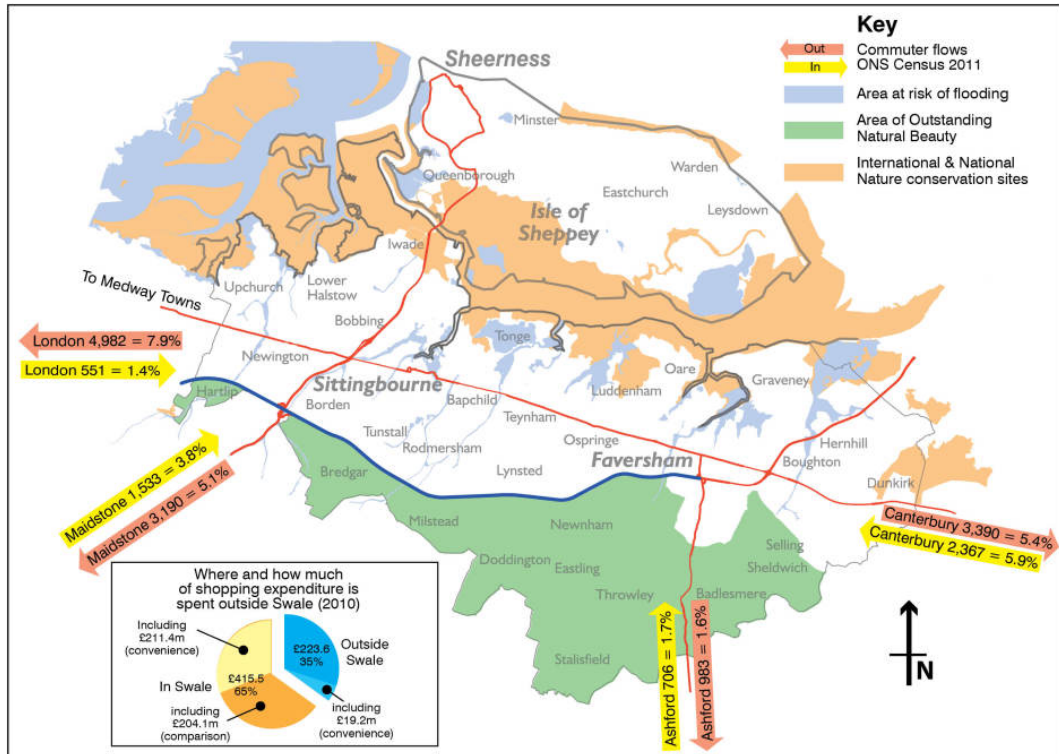 Key
Out
In
Commuter flows
ONS Census 2011
Area at risk of flooding
Area of Outstanding
Natural Beauty
International & National
Nature conservation sites
Sheerness
Minster
Warden
Queenborough
Eastchurch
Leysdown
Isle of
Sheppey
Iwade
To Medway Towns
Upchurch
Lower
Halstow
Bobbing
London 4,982 = 7.9%
London 551 = 1.4%
Newington
Tonge
Oare
Graveney
Hartlip
Sittingbourne
Luddenham
Borden
Bapchild
Teynham
Tunstall
Rodmersham
Ospringe
Hernhill
Boughton
Bredgar
Lynsted
Faversham
Dunkirk
Maidstone 1,533 = 3.8%
Maidstone 3,190 = 5.1%
Canterbury 3,390 = 5.4%
Canterbury 2,367 = 5.9%
Milstead
Newnham
Selling
Doddington
Eastling
Sheldwich
Throwley
Badlesmere
Stalisfield
Ashford 706 = 1.7%
Ashford 983 = 1.6%
N
Where and how much
of shopping expenditure is
spent outside Swale (2010)
Including
£211.4m
(convenience)
£223.6
35%
Outside
Swale
In Swale
£415.5
65%
including
£204.1m
(comparison)
including
£19.2m
(convenience)